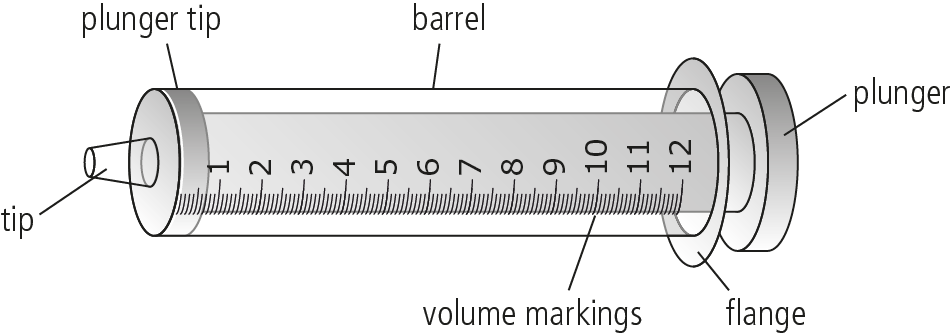 plunger tip
barrel
plunger
1 2 3 4 5 6 7 8 9 10 11 12
tip
volume markings
flange